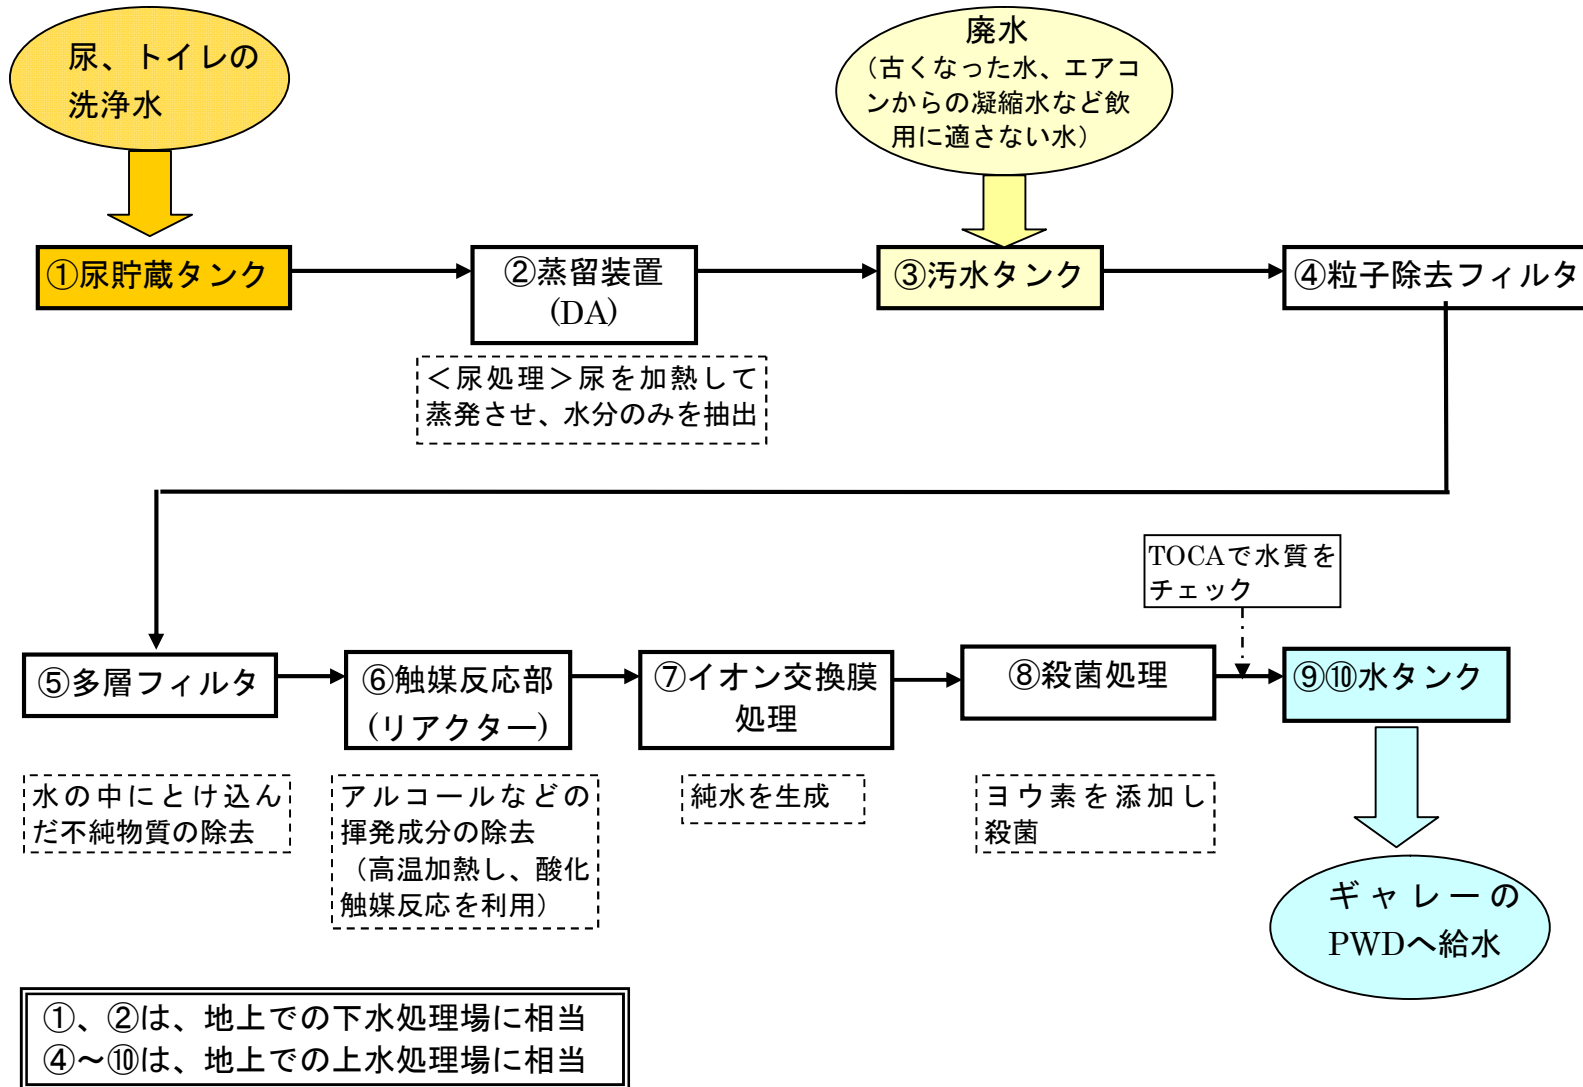 尿、トイレの
洗浄水
廃水
（古くなった水、エアコ
ンからの凝縮水など飲
用に適さない水）
①尿貯蔵タンク
②蒸留装置
(DA)
③汚水タンク
④粒子除去フィルタ
＜尿処理＞尿を加熱して
蒸発させ、水分のみを抽出
TOCAで水質を
チェック
⑤多層フィルタ
⑥触媒反応部
(リアクター)
⑦イオン交換膜
処理
⑧殺菌処理
⑨⑩水タンク
水の中にとけ込ん
だ不純物質の除去
アルコールなどの
揮発成分の除去
（高温加熱し、酸化
触媒反応を利用）
純水を生成
ヨウ素を添加し
殺菌
ギャレーの
PWDへ給水
①、②は、地上での下水処理場に相当
④～⑩は、地上での上水処理場に相当